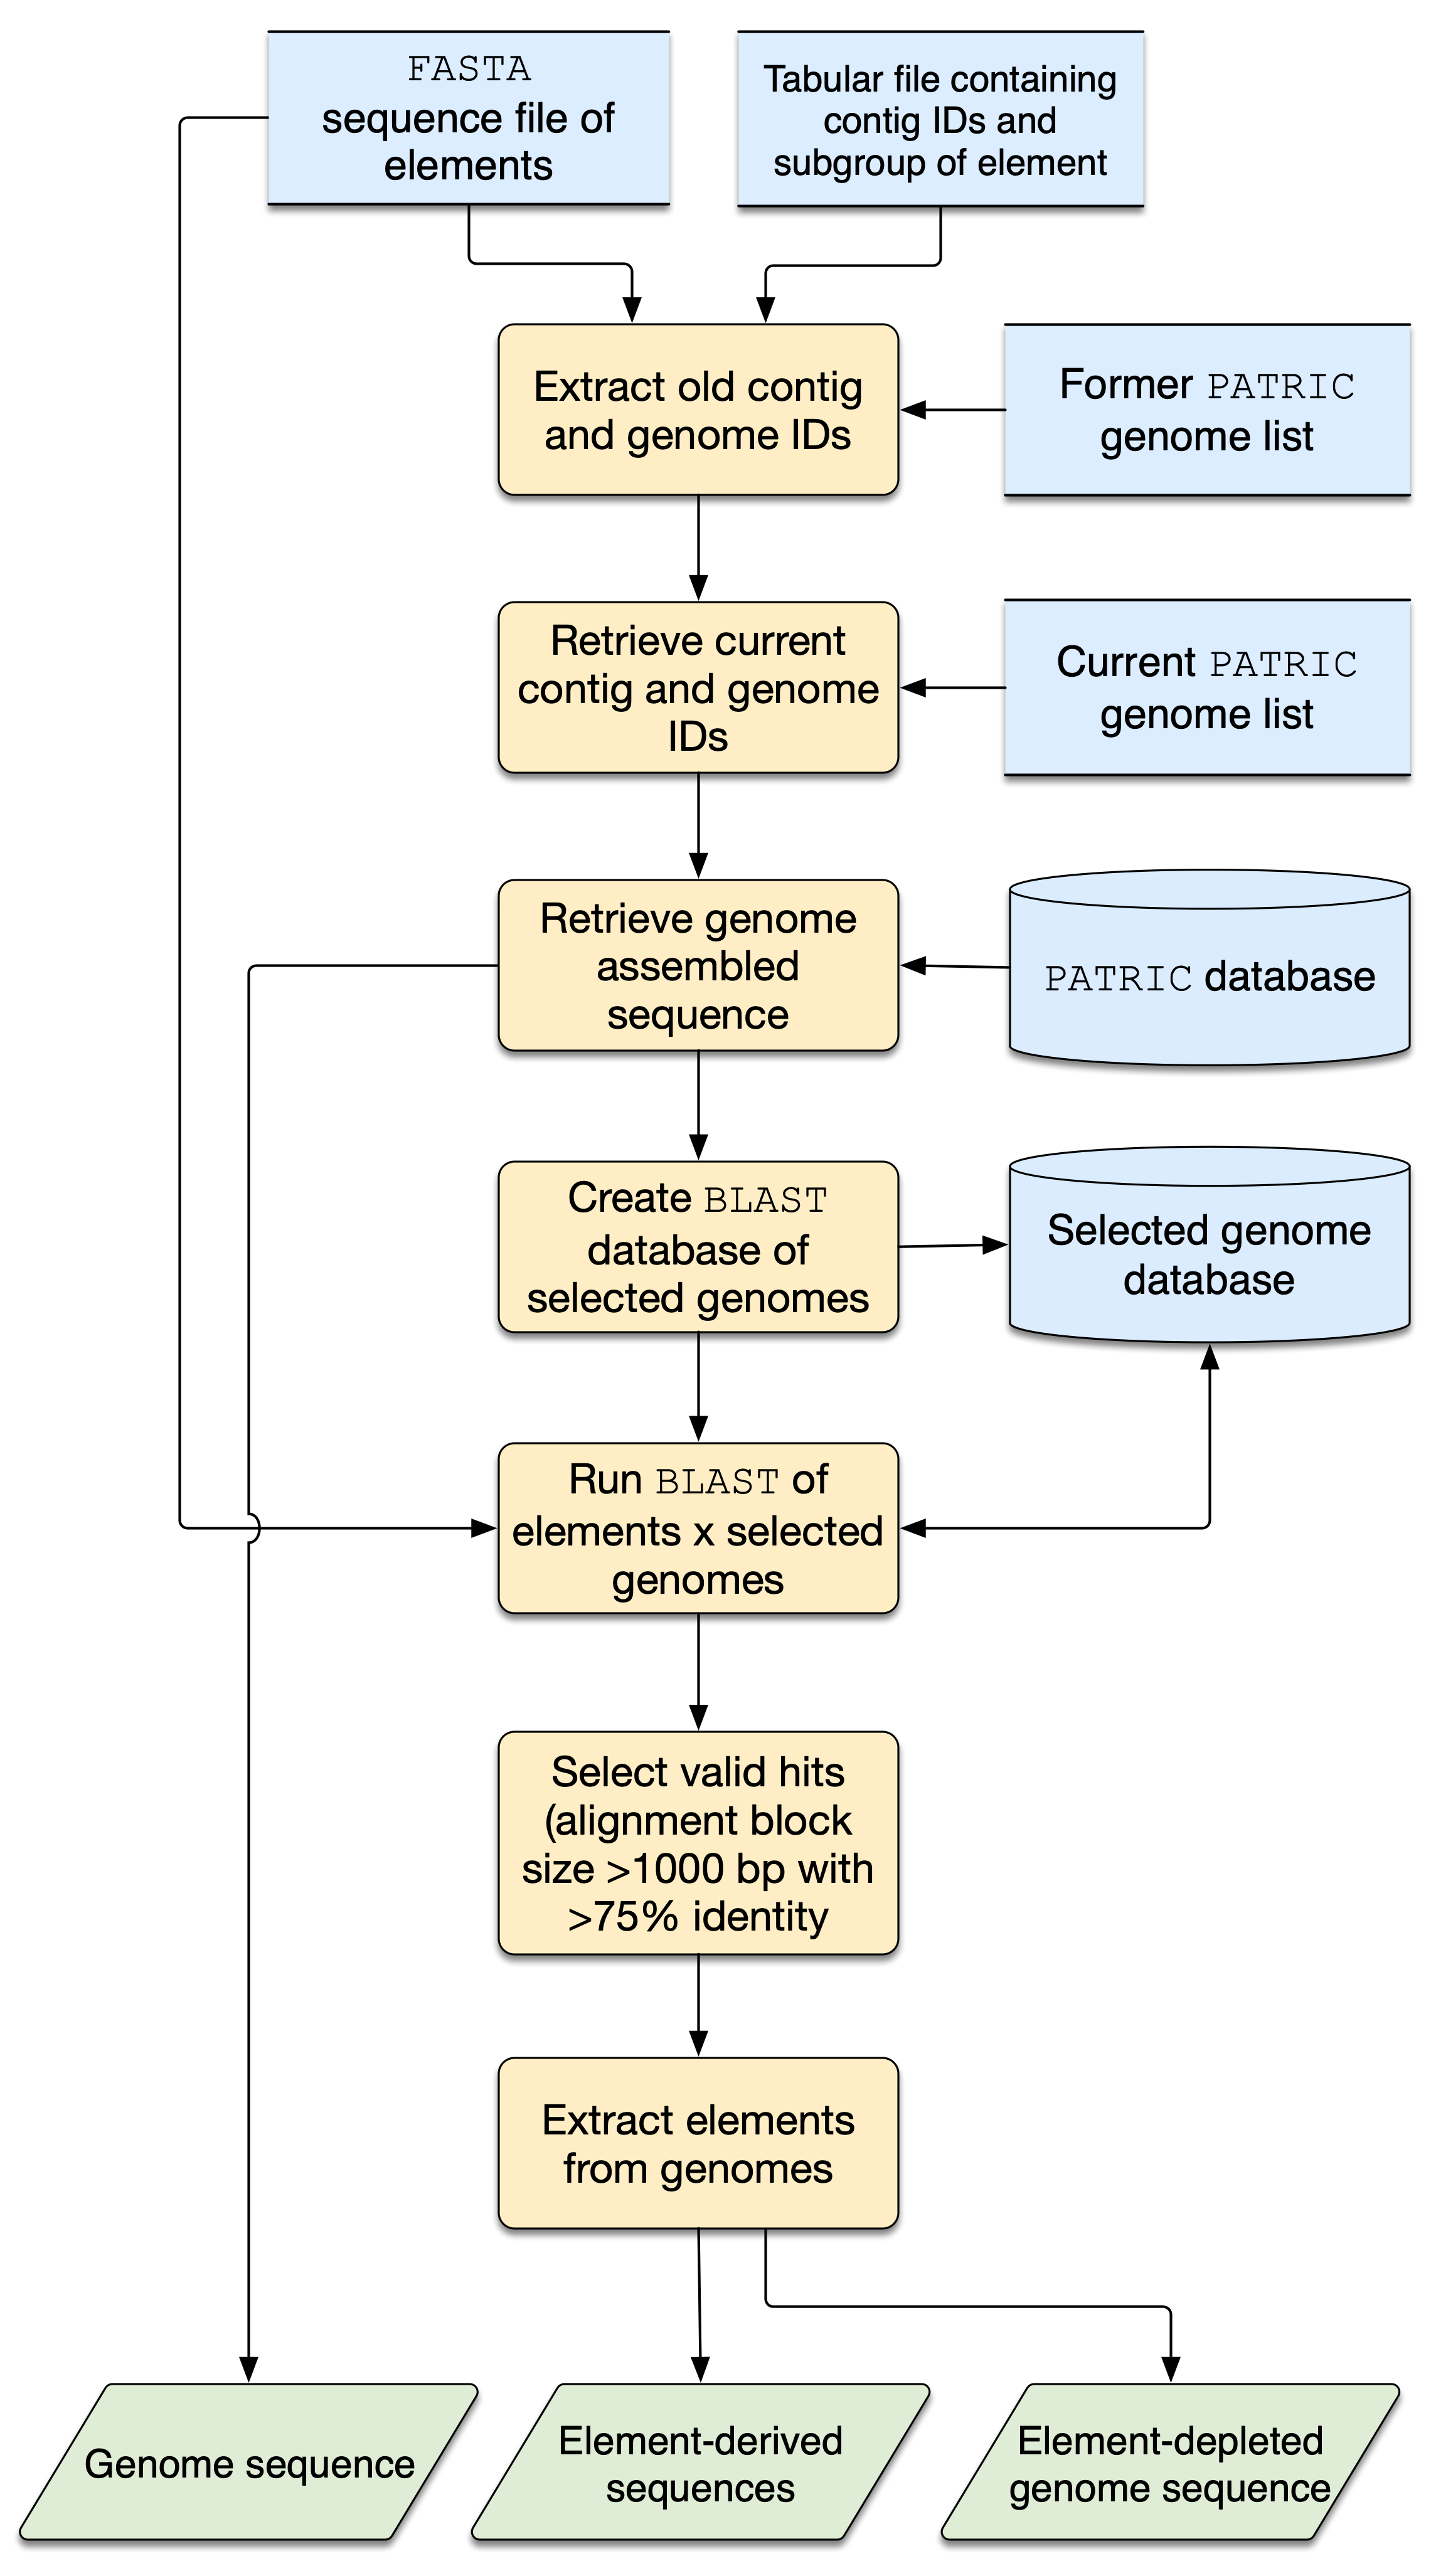 FASTA
sequence file of
elements
Tabular file containing
contig IDs and
subgroup of element
Extract old contig
and genome IDs
Former PATRIC
genome list
Retrieve current
contig and genome
IDs
Current PATRIC
genome list
Retrieve genome
assembled
sequence
PATRIC database
Create BLAST
database of
selected genomes
Selected genome
database
Run BLAST of
elements x selected
genomes
Select valid hits
(alignment block
size >1000 bp with
>75% identity
Extract elements
from genomes
Genome sequence
Element-derived
sequences
Element-depleted
genome sequence